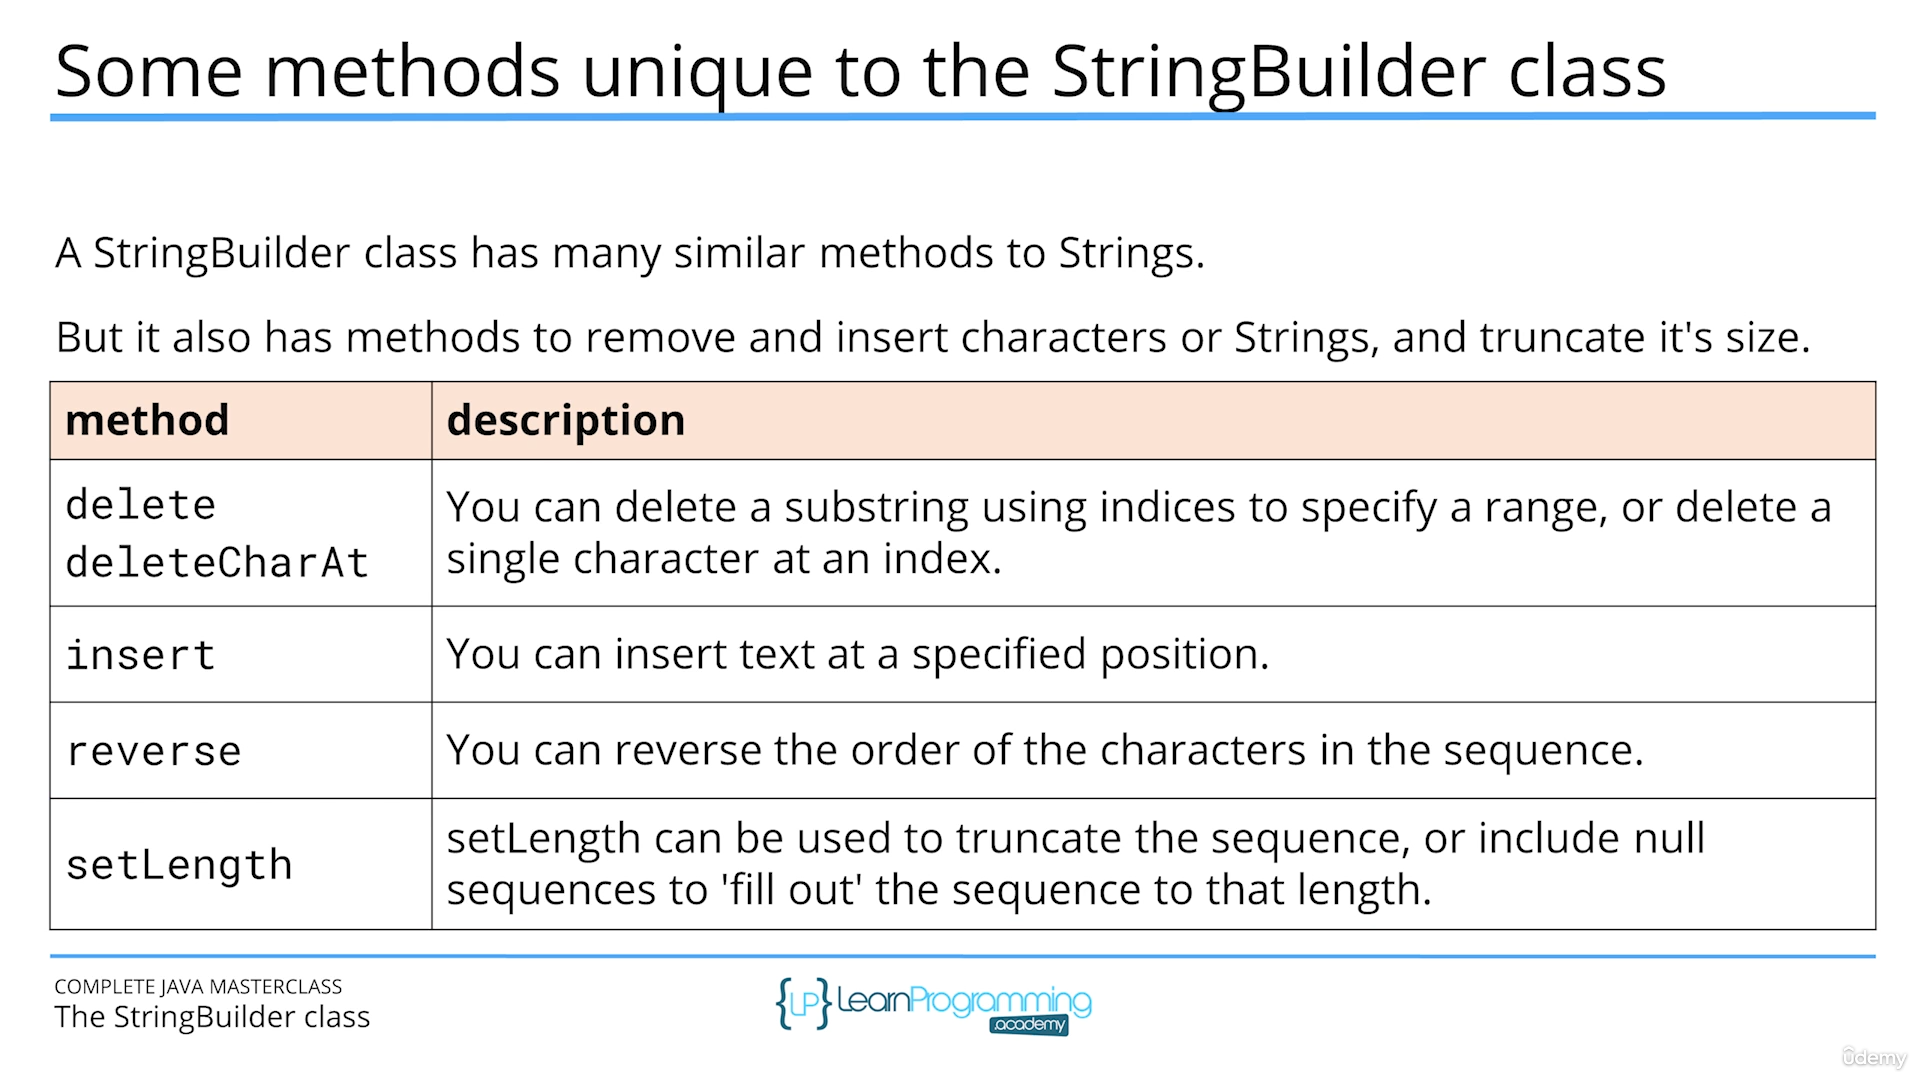 Some methods unique to the StringBuilder class
A StringBuilder class has many similar methods to Strings.
But it also has methods to remove and insert characters or Strings, and truncate it's size.
method
description
delete
deleteCharAt
You can delete a substring using indices to specify a range, or delete a
single character at an index.
insert
You can insert text at a specified position.
reverse
You can reverse the order of the characters in the sequence.
setLength
setLength can be used to truncate the sequence, or include null
sequences to 'fill out' the sequence to that length.
COMPLETE JAVA MASTERCLASS
The StringBuilder class
{LP} LearnProgramming
.academy
ûdemy